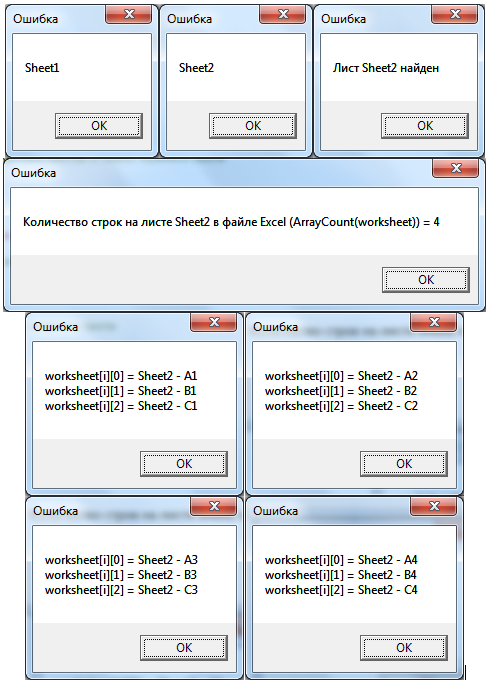 Ошибка
Sheet1
OK
Ошибка
Sheet2
OK
Ошибка
Лист Sheet2 найден
OK
Ошибка
Количество строк на листе Sheet2 в файле Excel (ArrayCount(worksheet)) = 4
OK
Ошибка
worksheet[i][0] = Sheet2 - A1
worksheet[i][1] = Sheet2 - B1
worksheet[i][2] = Sheet2 - C1
OK
Ошибка
worksheet[i][0] = Sheet2 - A2
worksheet[i][1] = Sheet2 - B2
worksheet[i][2] = Sheet2 - C2
OK
Ошибка
worksheet[i][0] = Sheet2 - A3
worksheet[i][1] = Sheet2 - B3
worksheet[i][2] = Sheet2 - C3
OK
Ошибка
worksheet[i][0] = Sheet2 - A4
worksheet[i][1] = Sheet2 - B4
worksheet[i][2] = Sheet2 - C4
OK